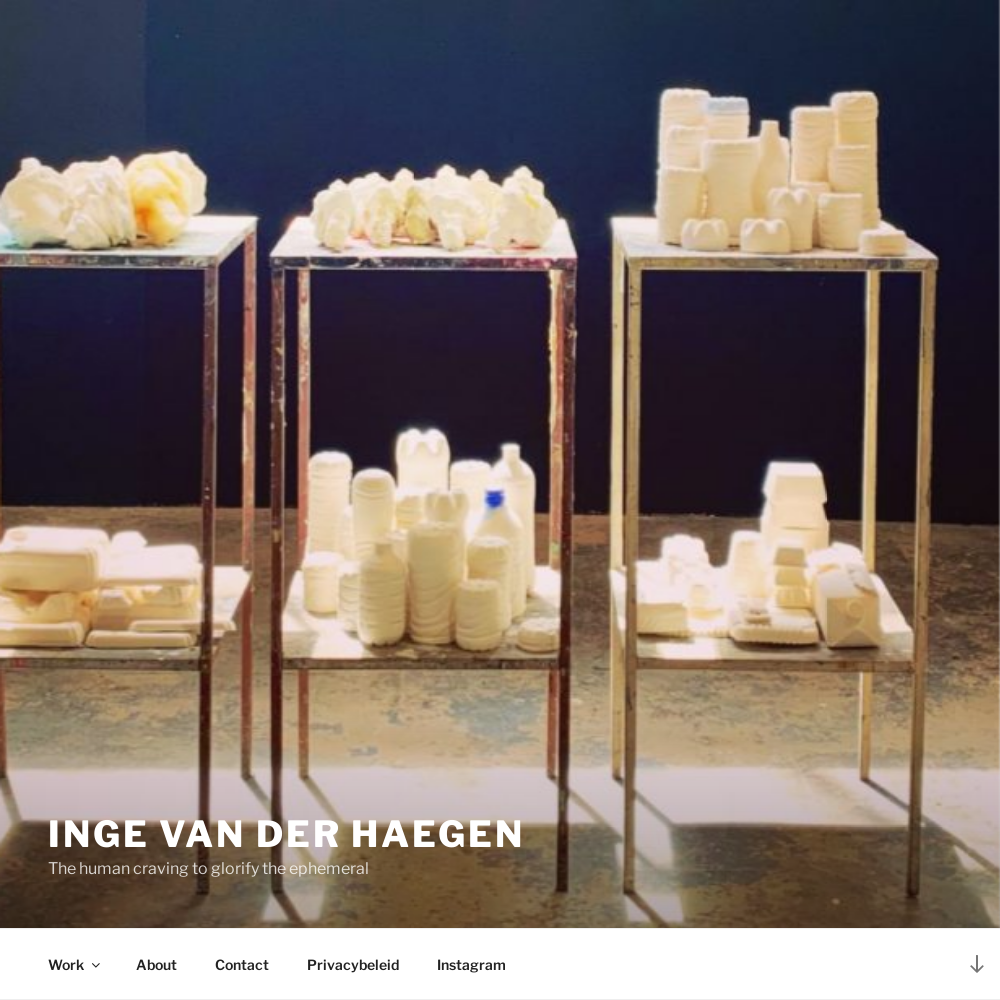 INGE VAN DER HAEGEN
The human craving to glorify the ephemeral
Work About Contact Privacybeleid Instagram